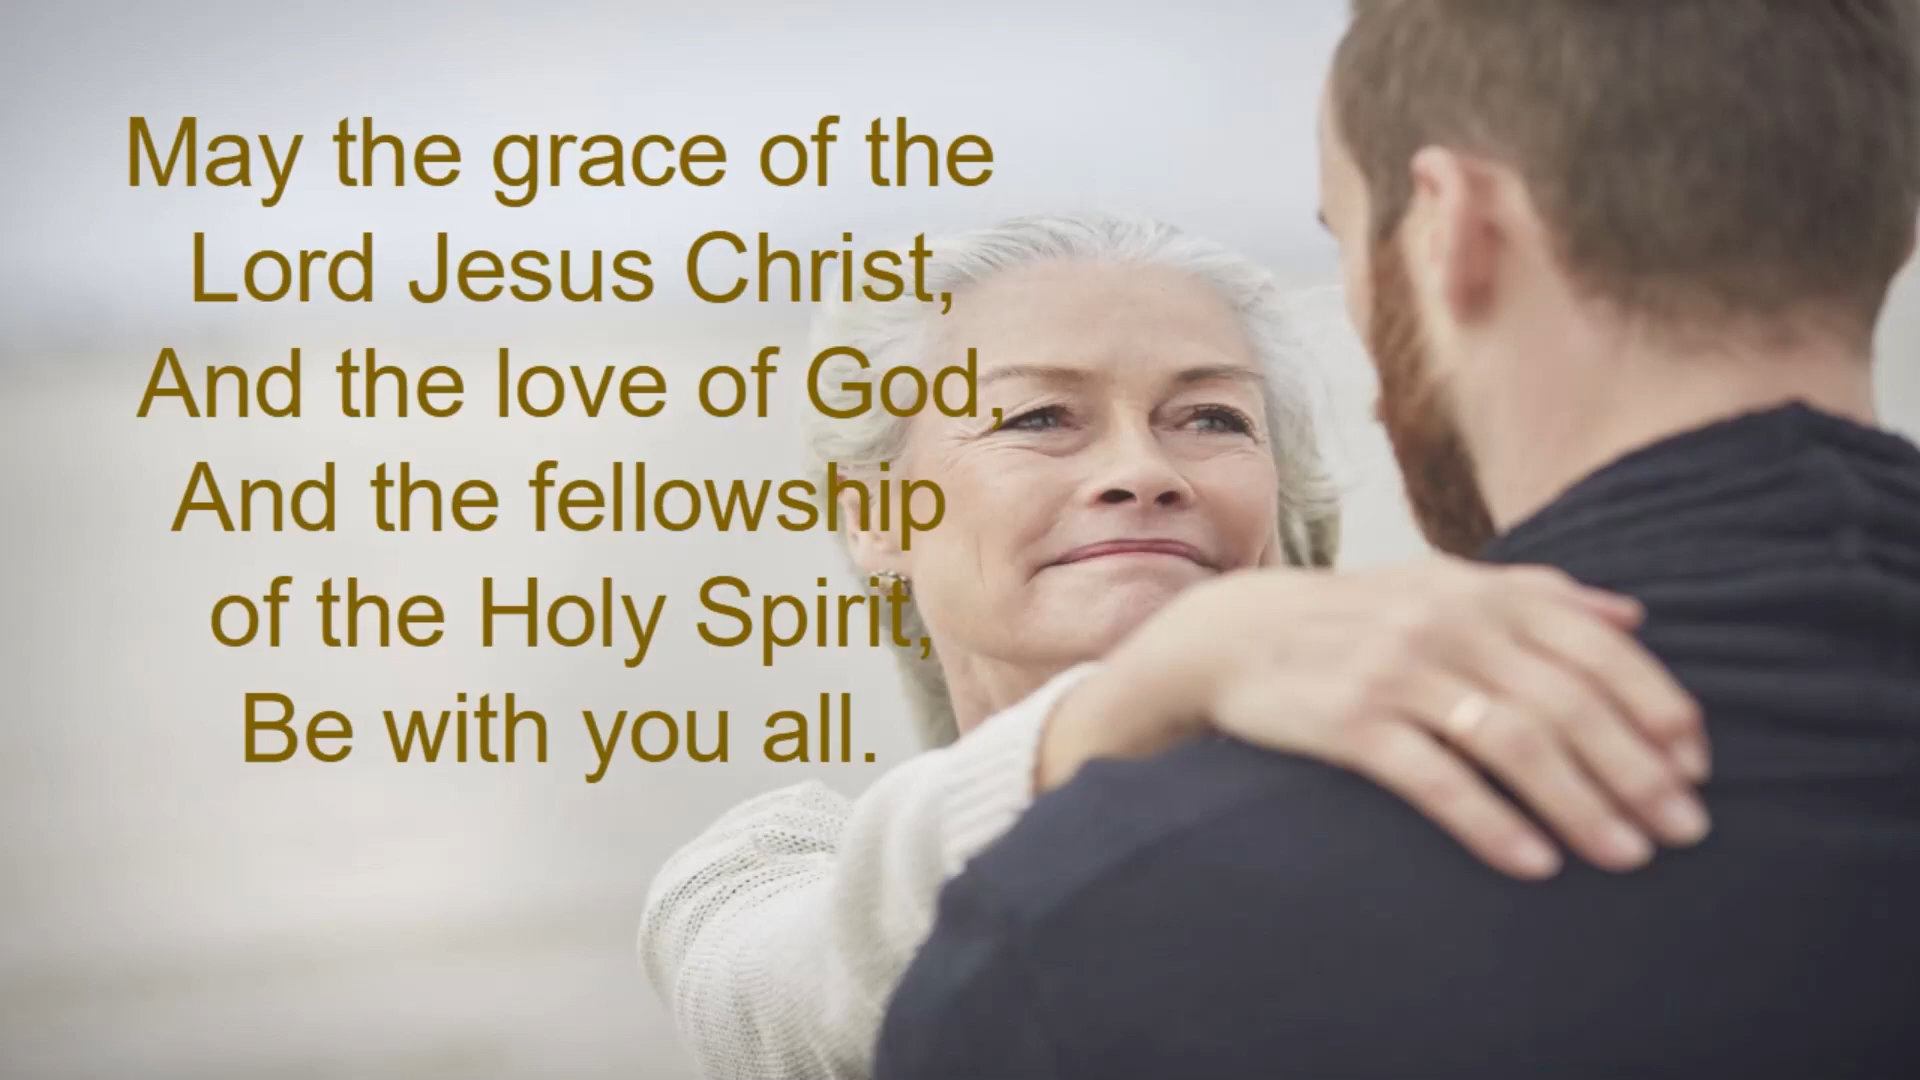 May the grace of the
Lord Jesus Christ,
And the love of God,
And the fellowship
of the Holy Spirit,
Be with you all.